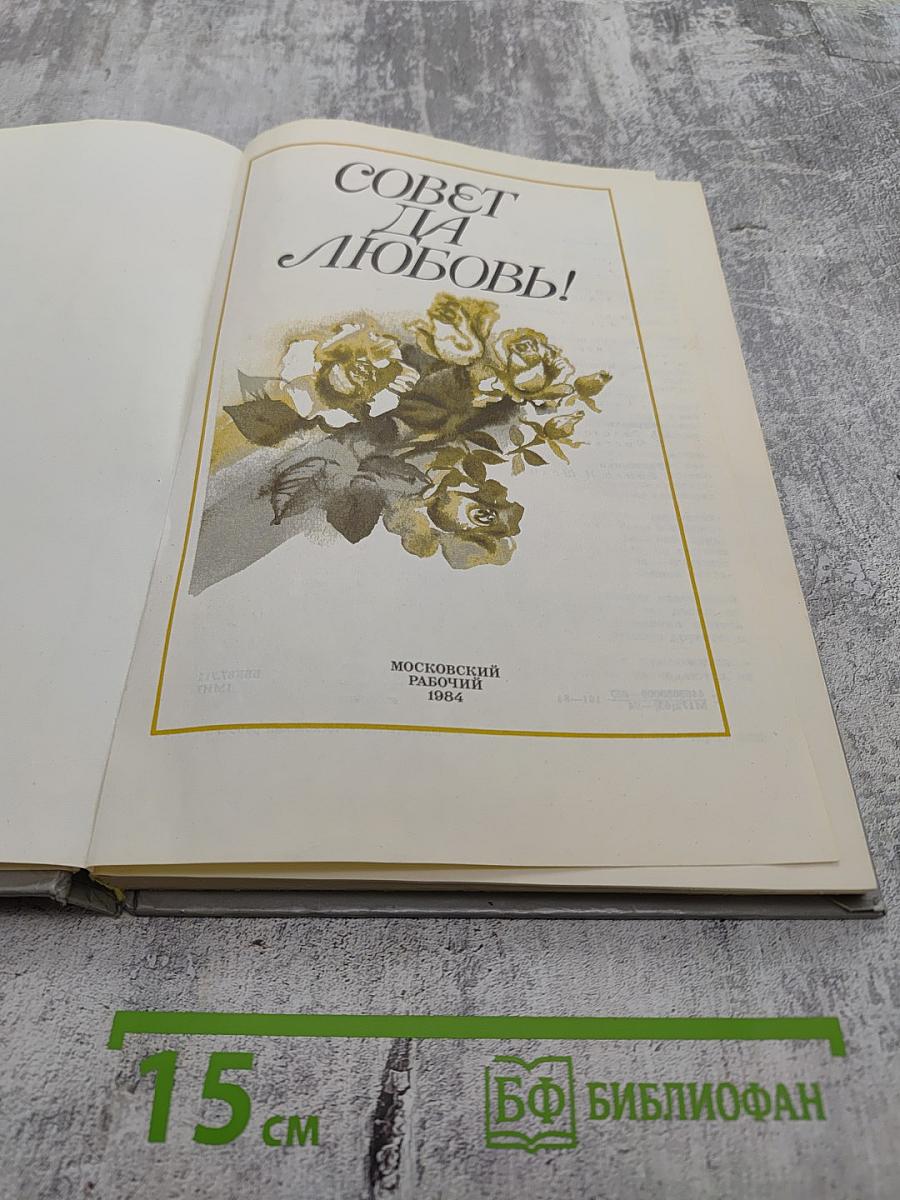 СОВЕТ
ДА
ЛЮБОВЬ!
МОСКОВСКИЙ
РАБОЧИЙ
1984
15 см
БФ БИБЛИОФАН